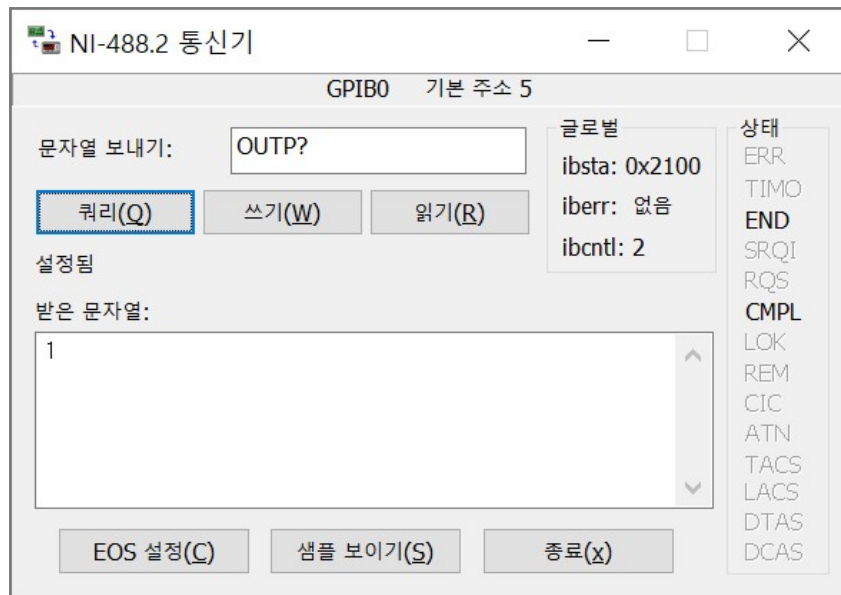 NI-488.2 통신기
GPIB0 기본 주소 5
문자열 보내기: OUTP?
쿼리(Q) 쓰기(W) 읽기(R)
설정됨
받은 문자열:
1
글로벌
ibsta: 0x2100
iberr: 없음
ibcntl: 2
상태
ERR
TIMO
END
SRQI
RQS
CMPL
LOK
REM
CIC
ATN
TACS
LACS
DTAS
DCAS
EOS 설정(C) 샘플 보이기(S) 종료(x)